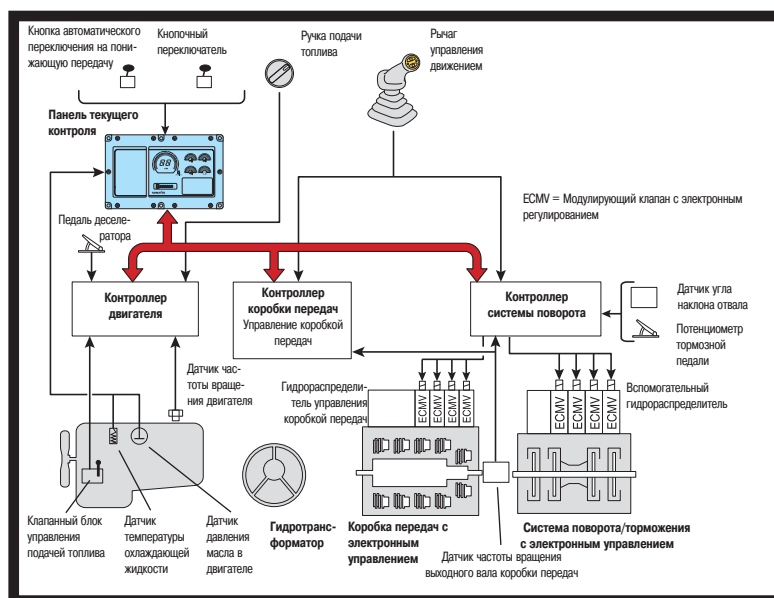 Кнопка автоматического
переключения на пони-
жающую передачу
Кнопочный
переключатель
Ручка подачи
топлива
Рычаг
управления
движением
Панель текущего
контроля
ECMV = Модулирующий клапан с электронным
регулированием
Педаль деселе-
ратора
Контроллер
двигателя
Контроллер
коробки передач
Управление коробкой
передач
Контроллер
системы поворота
Датчик угла
наклона отвала
Потенциометр
тормозной
педали
Датчик час-
тоты враще-
ния двигателя
Гидрораспредели-
тель управления
коробкой передач
ECMV
ECMV
ECMV
ECMV
ECMV
ECMV
ECMV
ECMV
Вспомогательный
гидрораспределитель
Клапанный блок
управления
подачей топлива
Датчик
температуры
охлаждающей
жидкости
Датчик
давления
масла в
двигателе
Гидротранс-
форматор
Коробка передач с
электронным
управлением
Датчик частоты вращения
выходного вала коробки передач
Система поворота/торможения
с электронным управлением